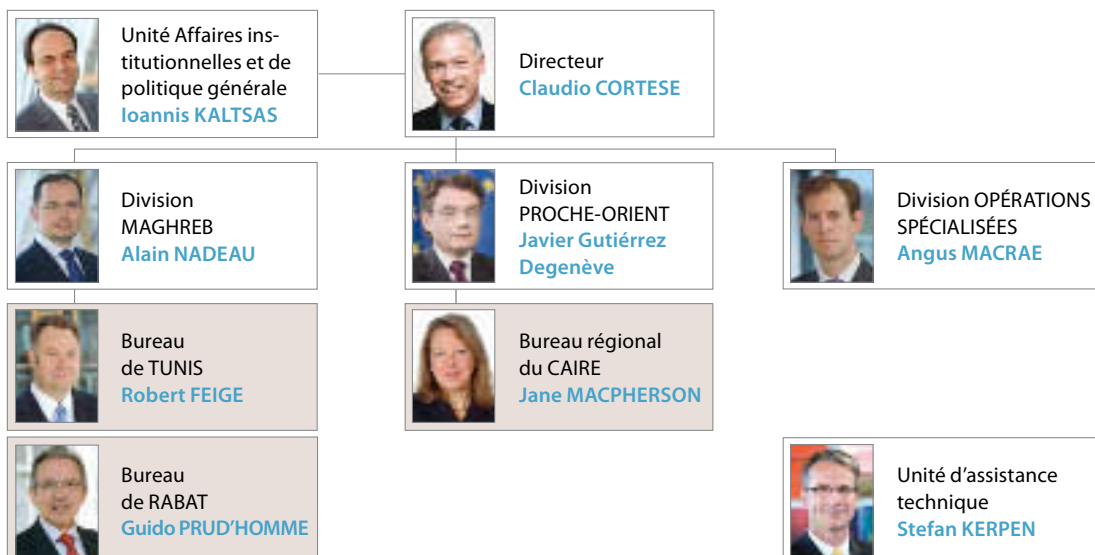 Unité Affaires ins-
titutionnelles et de
politique générale
Ioannis KALTSAS
Directeur
Claudio CORTESE
Division
MAGHREB
Alain NADEAU
Division
PROCHE-ORIENT
Javier Gutiérrez
Degenève
Division OPÉRATIONS
SPÉCIALISÉES
Angus MACRAE
Bureau
de TUNIS
Robert FEIGE
Bureau régional
du CAIRE
Jane MACPHERSON
Bureau
de RABAT
Guido PRUD'HOMME
Unité d'assistance
technique
Stefan KERPEN